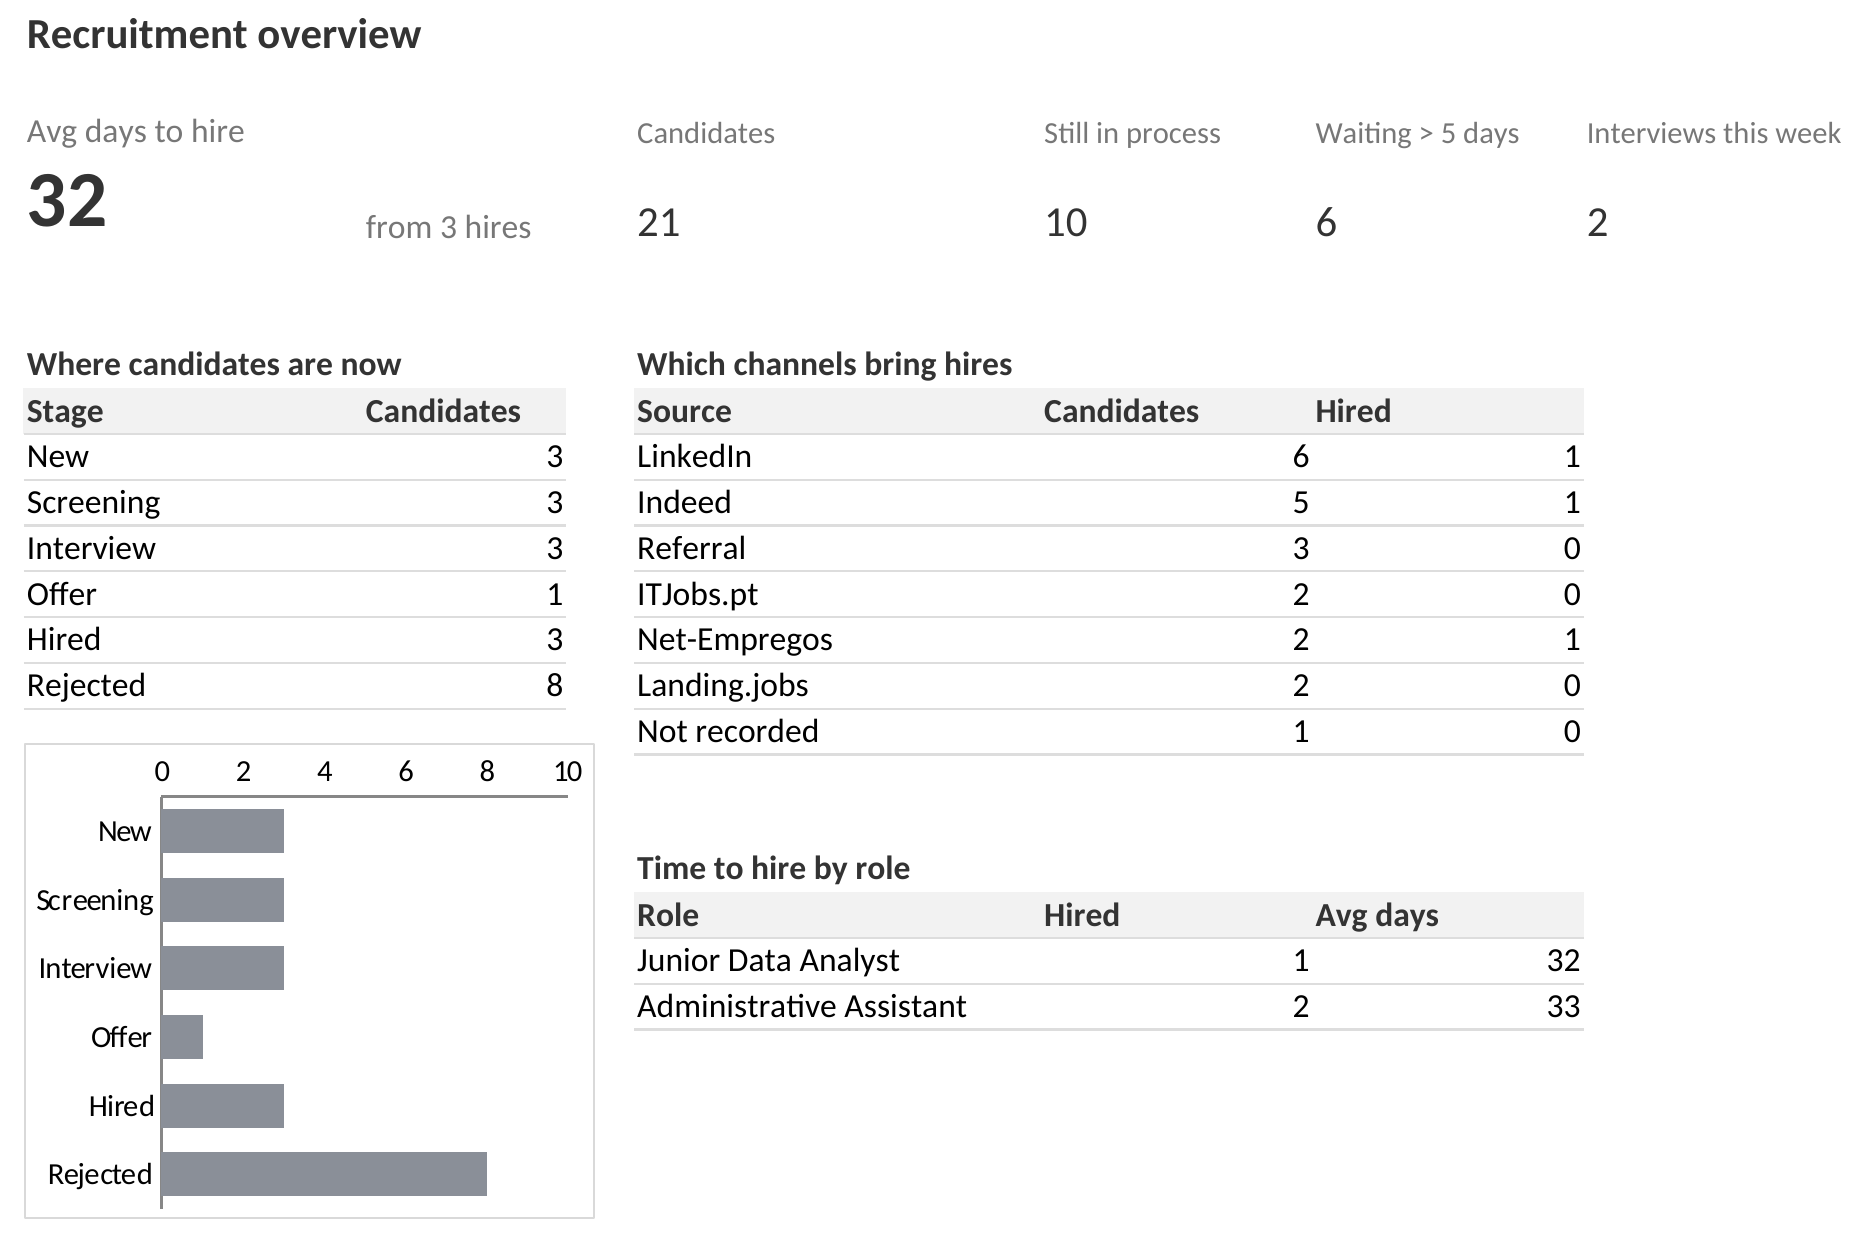 Recruitment overview
Avg days to hire
32
from 3 hires
Candidates
21
Still in process
10
Waiting > 5 days
6
Interviews this week
2
Where candidates are now
Stage Candidates
New 3
Screening 3
Interview 3
Offer 1
Hired 3
Rejected 8
0 2 4 6 8 10
New
Screening
Interview
Offer
Hired
Rejected
Which channels bring hires
Source Candidates Hired
LinkedIn 6 1
Indeed 5 1
Referral 3 0
ITJobs.pt 2 0
Net-Empregos 2 1
Landing.jobs 2 0
Not recorded 1 0
Time to hire by role
Role Hired Avg days
Junior Data Analyst 1 32
Administrative Assistant 2 33